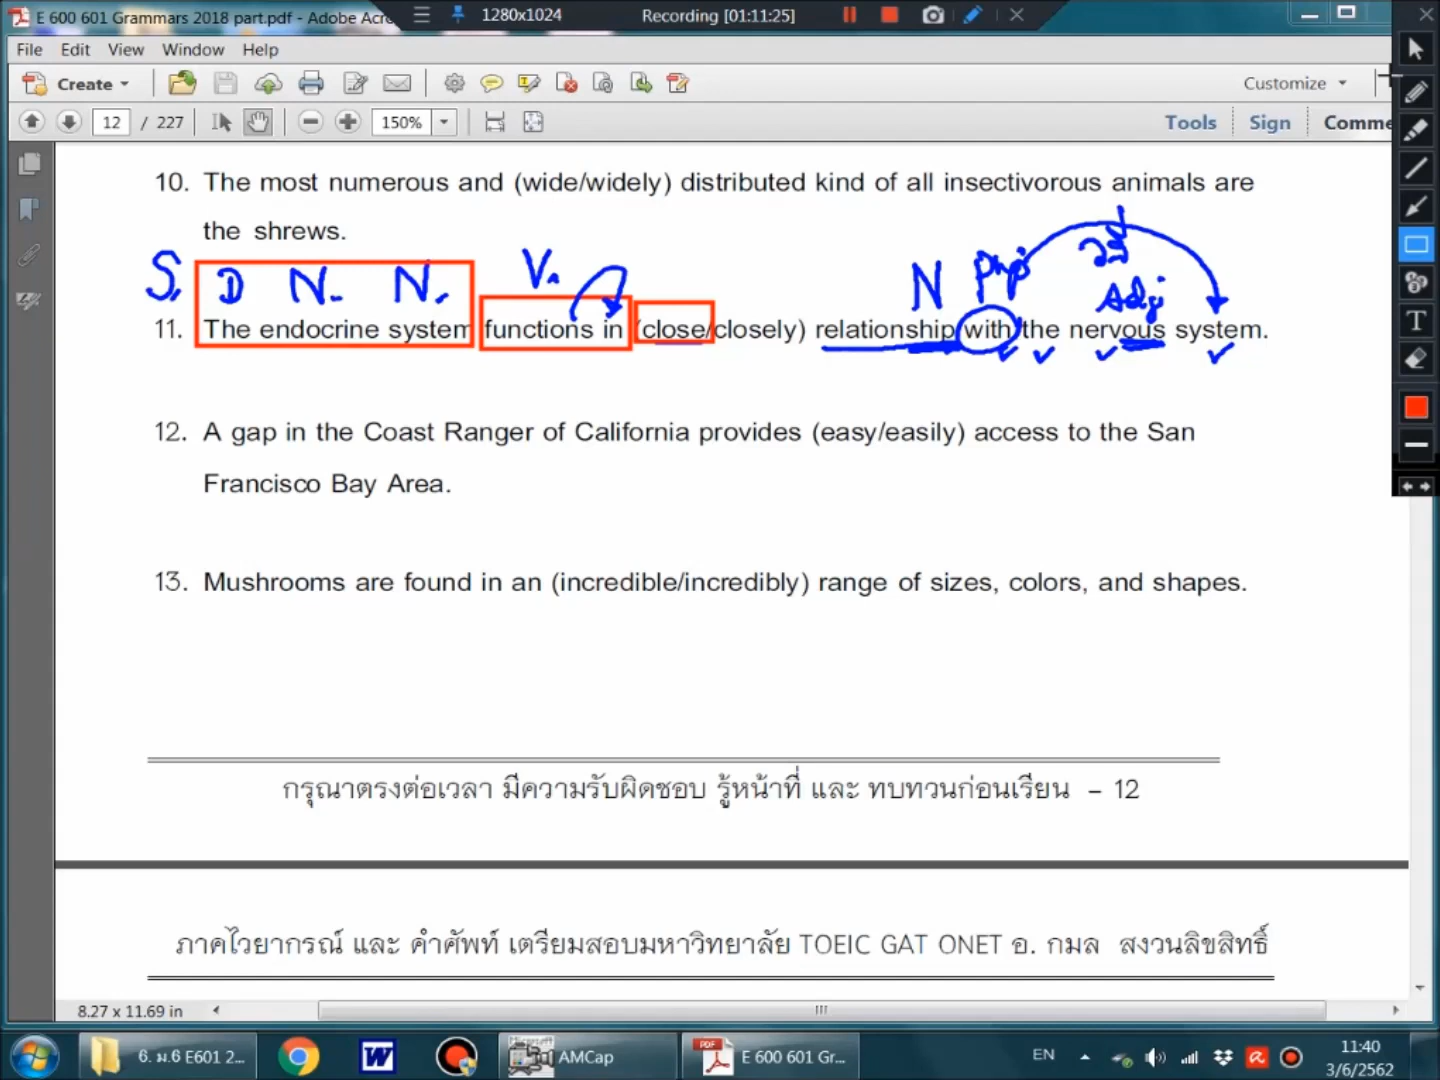 E 600 601 Grammars 2018 part.pdf - Adobe Acro
1280x1024
Recording [01:11:25]
File Edit View Window Help
Create
Customize
12 / 227
150%
Tools Sign Comme
10. The most numerous and (wide/widely) distributed kind of all insectivorous animals are
the shrews.
S. D N. N. V. N Prep Adj
11. The endocrine system functions in (close/closely) relationship with the nervous system.
12. A gap in the Coast Ranger of California provides (easy/easily) access to the San
Francisco Bay Area.
13. Mushrooms are found in an (incredible/incredibly) range of sizes, colors, and shapes.
กรุณาตรงต่อเวลา มีความรับผิดชอบ รู้หน้าที่ และ ทบทวนก่อนเรียน - 12
ภาคไวยากรณ์ และ คำศัพท์ เตรียมสอบมหาวิทยาลัย TOEIC GAT ONET อ. กมล สงวนลิขสิทธิ์
8.27 x 11.69 in
6. ม.6 E601 2...
AMCap
E 600 601 Gr...
EN
11:40
3/6/2562